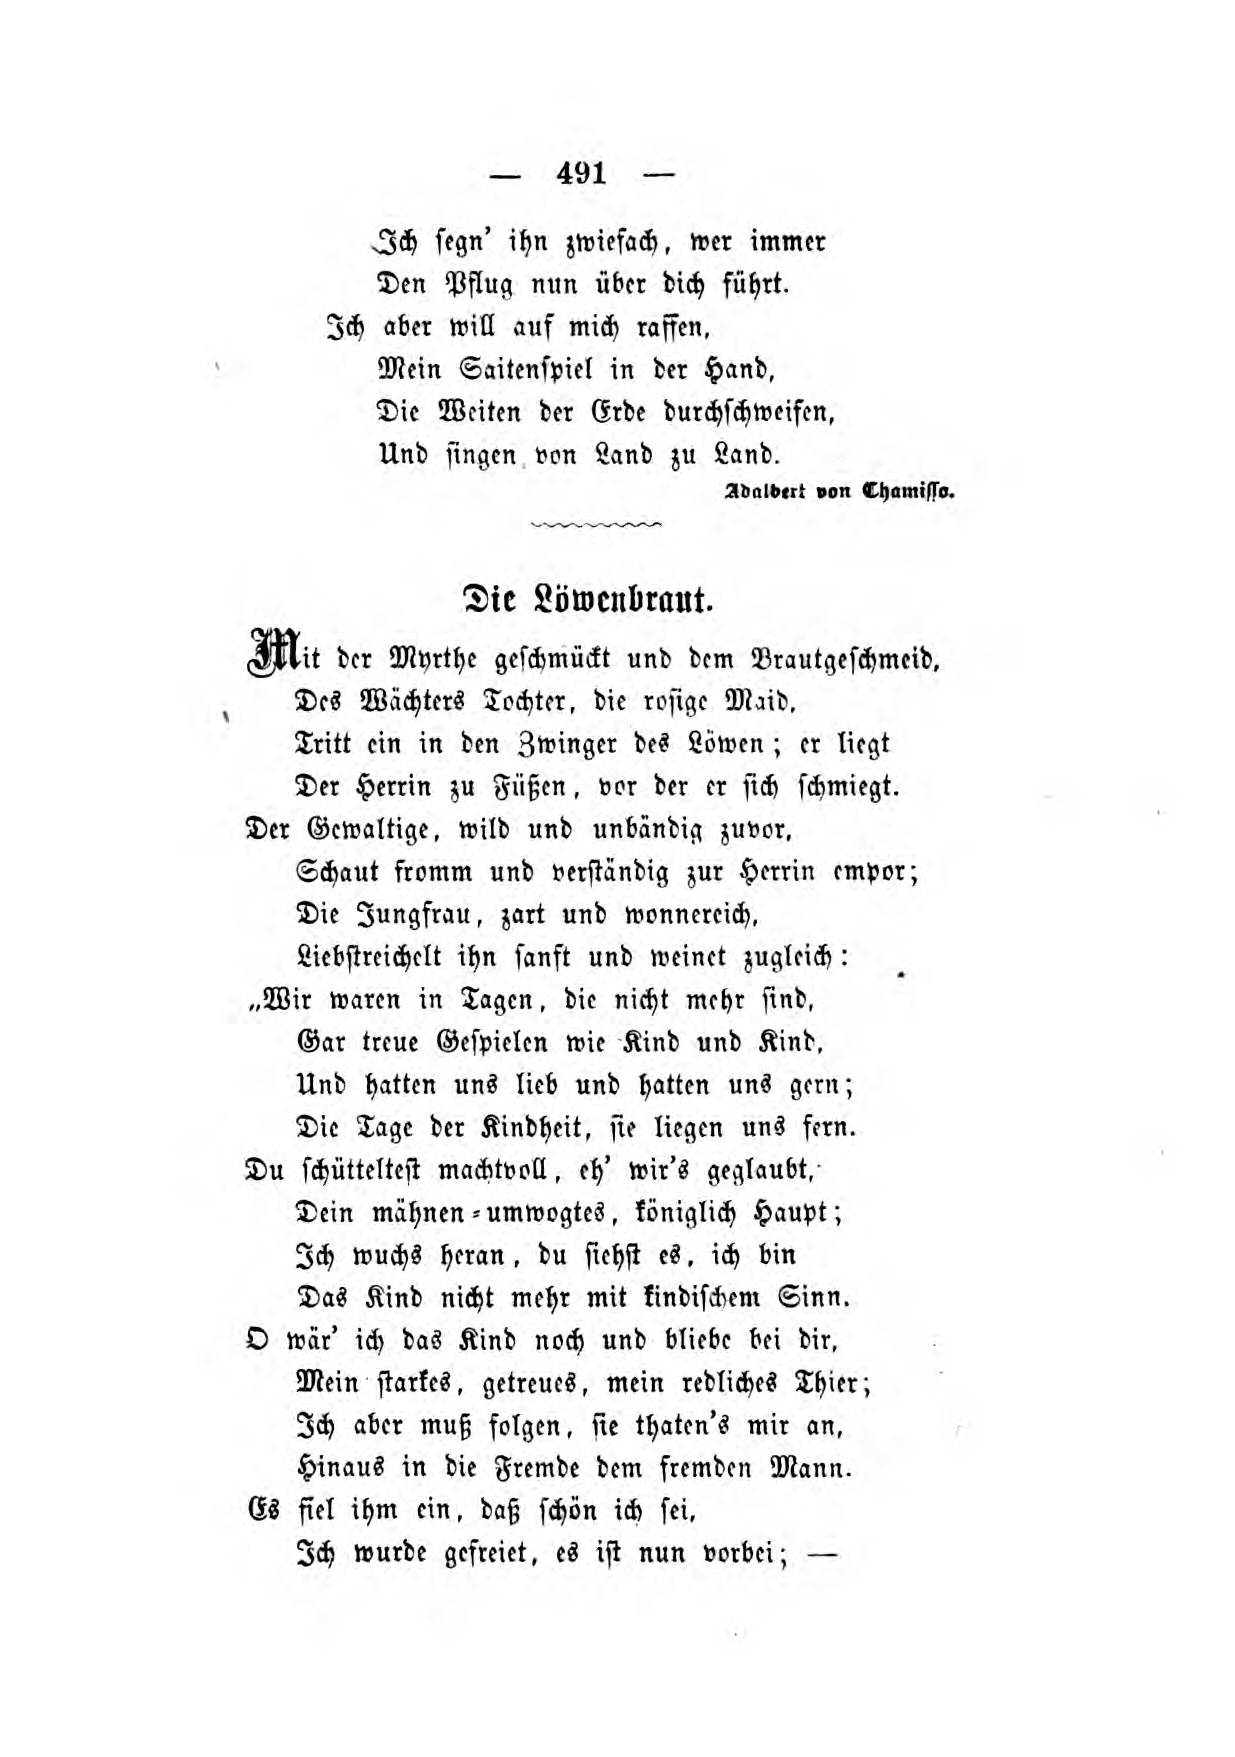 — 491 —
Ich segn' ihn zwiefach, wer immer
Den Pflug nun über dich führt.
Ich aber will auf mich raffen,
Mein Saitenspiel in der Hand,
Die Weiten der Erde durchschweifen,
Und singen von Land zu Land.
Adalbert von Chamisso.
Die Löwenbraut.
Mit der Myrthe geschmückt und dem Brautgeschmeid,
Des Wächters Tochter, die rosige Maid,
Tritt ein in den Zwinger des Löwen; er liegt
Der Herrin zu Füßen, vor der er sich schmiegt.
Der Gewaltige, wild und unbändig zuvor,
Schaut fromm und verständig zur Herrin empor;
Die Jungfrau, zart und wonnereich,
Liebstreichelt ihn sanft und weinet zugleich:
„Wir waren in Tagen, die nicht mehr sind,
Gar treue Gespielen wie Kind und Kind,
Und hatten uns lieb und hatten uns gern;
Die Tage der Kindheit, sie liegen uns fern.
Du schütteltest machtvoll, eh' wir's geglaubt,
Dein mähnen-umwogtes, königlich Haupt;
Ich wuchs heran, du siehst es, ich bin
Das Kind nicht mehr mit kindischem Sinn.
O wär' ich das Kind noch und bliebe bei dir,
Mein starkes, getreues, mein redliches Thier;
Ich aber muß folgen, sie thaten's mir an,
Hinaus in die Fremde dem fremden Mann.
Es fiel ihm ein, daß schön ich sei,
Ich wurde gefreiet, es ist nun vorbei; —